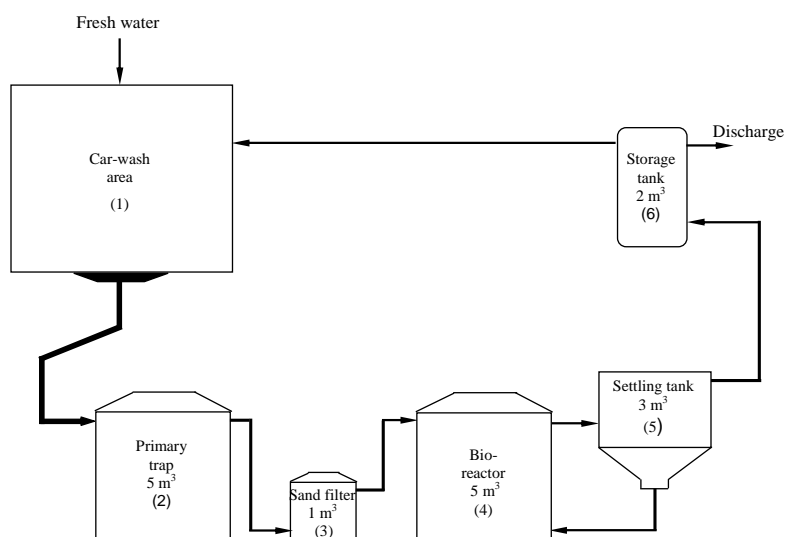 Fresh water
Car-wash
area
(1)
Discharge
Storage
tank
2 m³
(6)
Primary
trap
5 m³
(2)
Sand filter
1 m³
(3)
Bio-
reactor
5 m³
(4)
Settling tank
3 m³
(5)